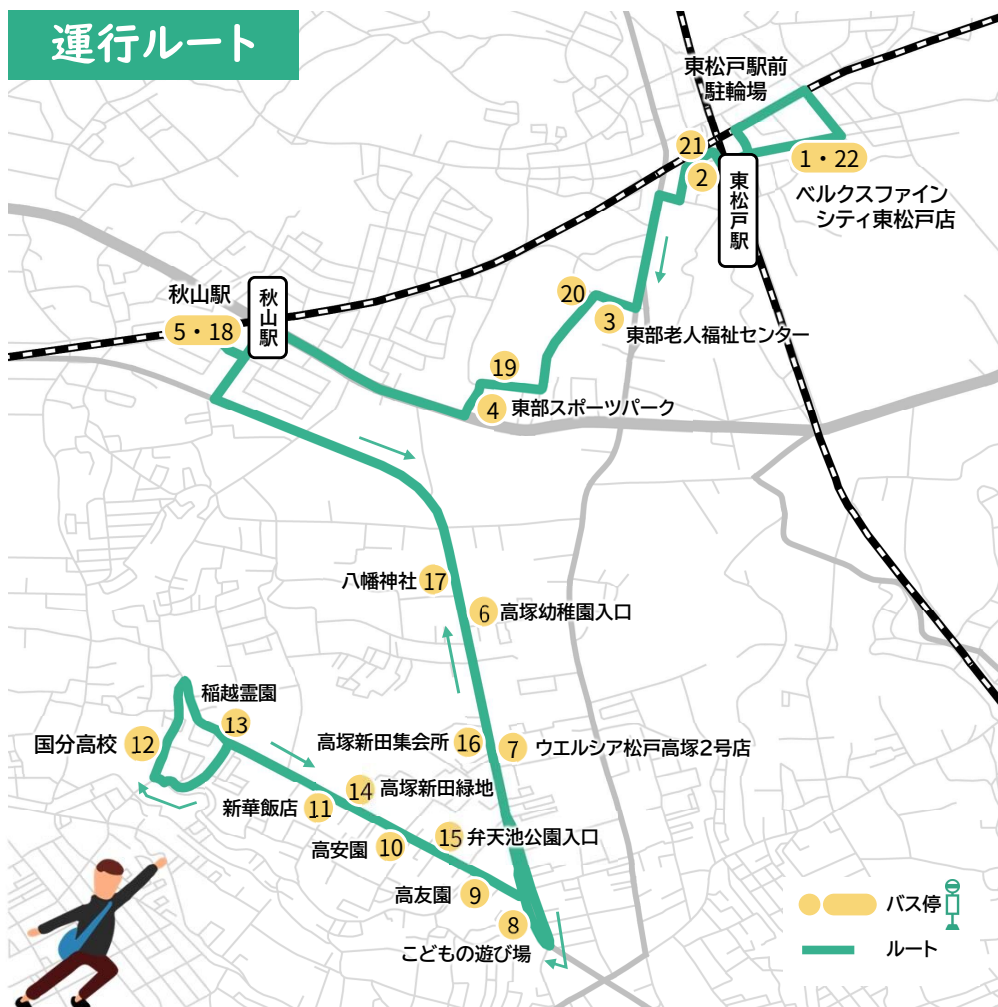 運行ルート
東松戸駅前
駐輪場
21
2
東松戸駅
1・22
ベルクスファイン
シティ東松戸店
秋山駅
5・18
秋山駅
20
3
東部老人福祉センター
19
4
東部スポーツパーク
八幡神社
17
6
高塚幼稚園入口
稲越霊園
13
国分高校
12
高塚新田集会所
16
7
ウエルシア松戸高塚2号店
14
高塚新田緑地
新華飯店
11
15
弁天池公園入口
高安園
10
高友園
9
8
こどもの遊び場
バス停
ルート